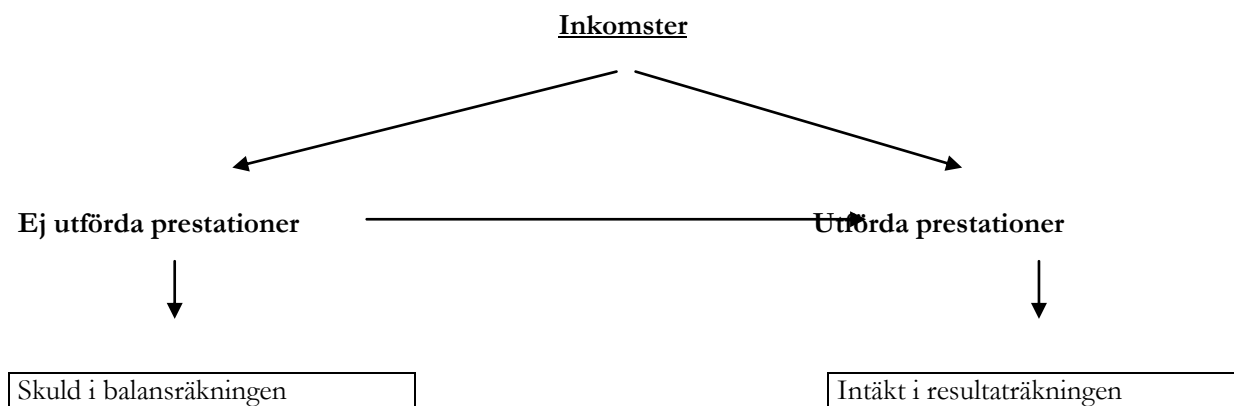 Inkomster
Ej utförda prestationer
Utförda prestationer
Skuld i balansräkningen
Intäkt i resultaträkningen